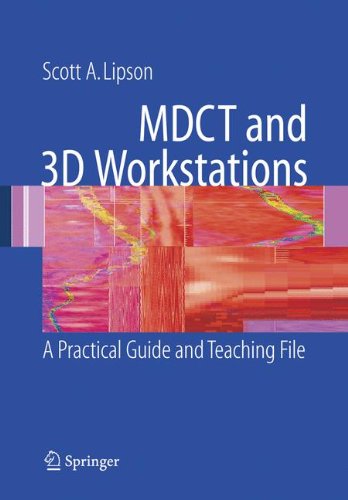 Scott A. Lipson
MDCT and
3D Workstations
A Practical Guide and Teaching File
Springer